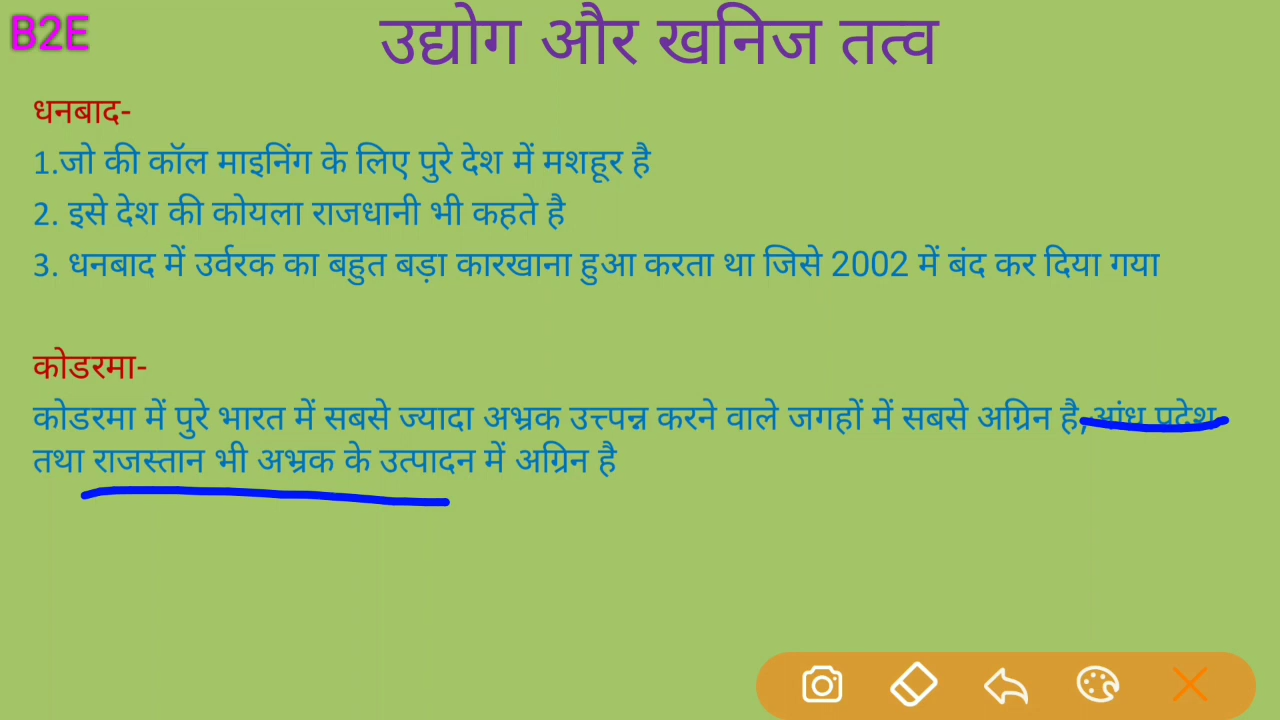 B2E
उद्योग और खनिज तत्व
धनबाद-
1.जो की कॉल माइनिंग के लिए पुरे देश में मशहूर है
2. इसे देश की कोयला राजधानी भी कहते है
3. धनबाद में उर्वरक का बहुत बड़ा कारखाना हुआ करता था जिसे 2002 में बंद कर दिया गया
कोडरमा-
कोडरमा में पुरे भारत में सबसे ज्यादा अभ्रक उत्त्पन्न करने वाले जगहों में सबसे अग्रिन है,आंध्र प्रदेश
तथा राजस्तान भी अभ्रक के उत्पादन में अग्रिन है